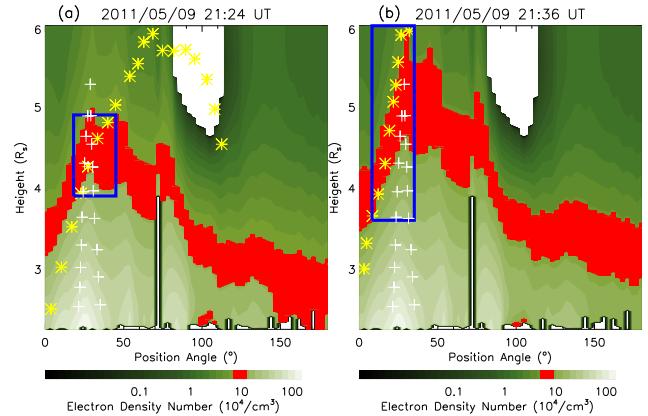 (a) 2011/05/09 21:24 UT
(b) 2011/05/09 21:36 UT
6
5
4
3
Heigeht (Rs)
0 50 100 150
Position Angle (°)
0.1 1 10 100
Electron Density Number (10⁴/cm³)
6
5
4
3
Heigeht (Rs)
0 50 100 150
Position Angle (°)
0.1 1 10 100
Electron Density Number (10⁴/cm³)